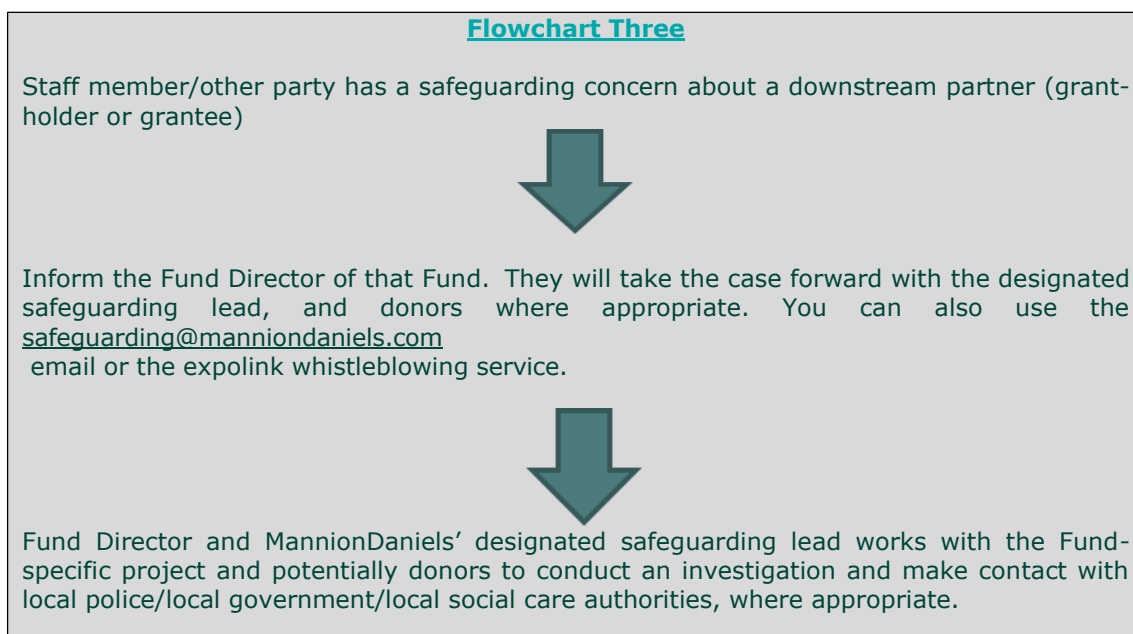 Flowchart Three
Staff member/other party has a safeguarding concern about a downstream partner (grant-
holder or grantee)
Inform the Fund Director of that Fund. They will take the case forward with the designated
safeguarding lead, and donors where appropriate. You can also use the
safeguarding@manniondaniels.com
email or the expolink whistleblowing service.
Fund Director and MannionDaniels’ designated safeguarding lead works with the Fund-
specific project and potentially donors to conduct an investigation and make contact with
local police/local government/local social care authorities, where appropriate.